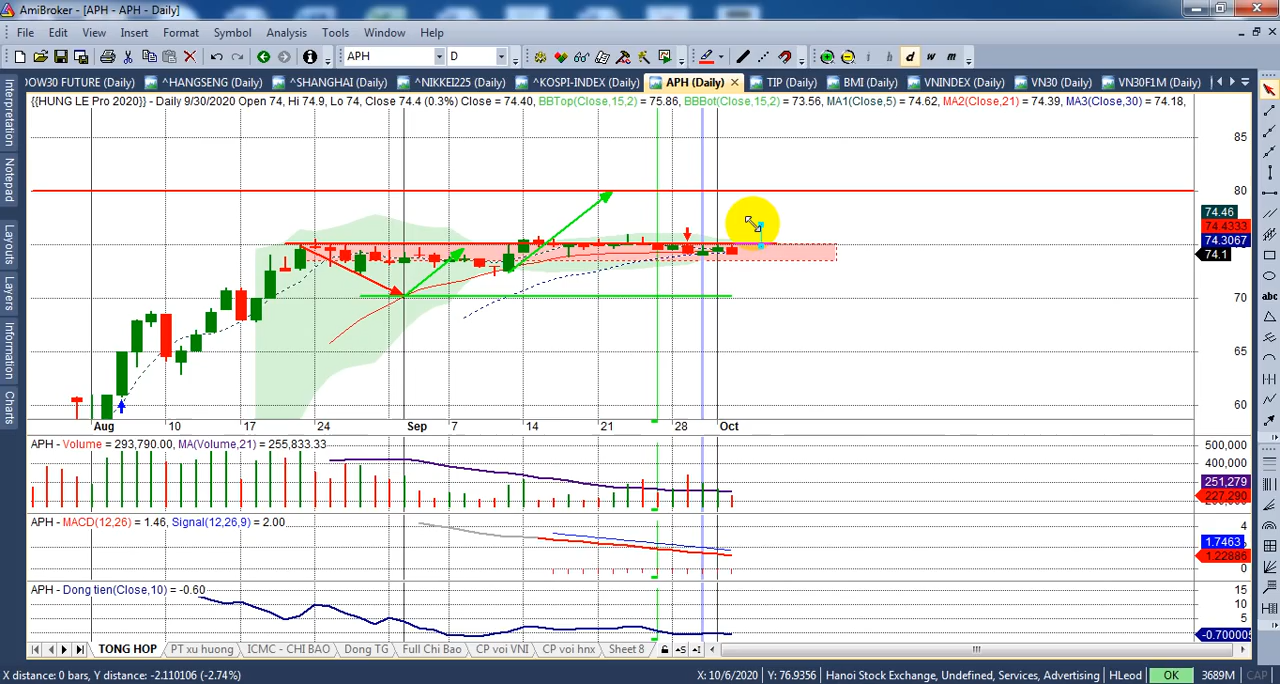 AmiBroker - [APH - APH - Daily]
File Edit View Insert Format Symbol Analysis Tools Window Help
APH D i h d w m
OW30 FUTURE (Daily) ^HANGSENG (Daily) ^SHANGHAI (Daily) ^NIKKEI225 (Daily) ^KOSPI-INDEX (Daily) APH (Daily) TIP (Daily) BMI (Daily) VNINDEX (Daily) VN30 (Daily) VN30F1M (Daily)
{{HUNG LE Pro 2020}} - Daily 9/30/2020 Open 74, Hi 74.9, Lo 74, Close 74.4 (0.3%) Close = 74.40, BBTop(Close,15,2) = 75.86, BBBot(Close,15,2) = 73.56, MA1(Close,5) = 74.62, MA2(Close,21) = 74.39, MA3(Close,30) = 74.18,
Interpretation
Notepad
Layouts
Layers
Information
Charts
85
80
74.46
74.4333
74.3067
74.1
70
65
60
abc
Aug 10 17 24 Sep 7 14 21 28 Oct
APH - Volume = 293,790.00, MA(Volume,21) = 255,833.33
500,000
400,000
251,279
227,290
APH - MACD(12,26) = 1.46, Signal(12,26,9) = 2.00
4
1.7463
1.22886
0
APH - Dong tien(Close,10) = -0.60
15
10
5
-0.700005
TONG HOP PT xu huong ICMC - CHI BAO Dong TG Full Chi Bao CP voi VNI CP voi hnx Sheet 8
X distance: 0 bars, Y distance: -2.110106 (-2.74%) X: 10/6/2020 Y: 76.9356 Hanoi Stock Exchange, Undefined, Services, Advertising HLeod OK 3689M CAP